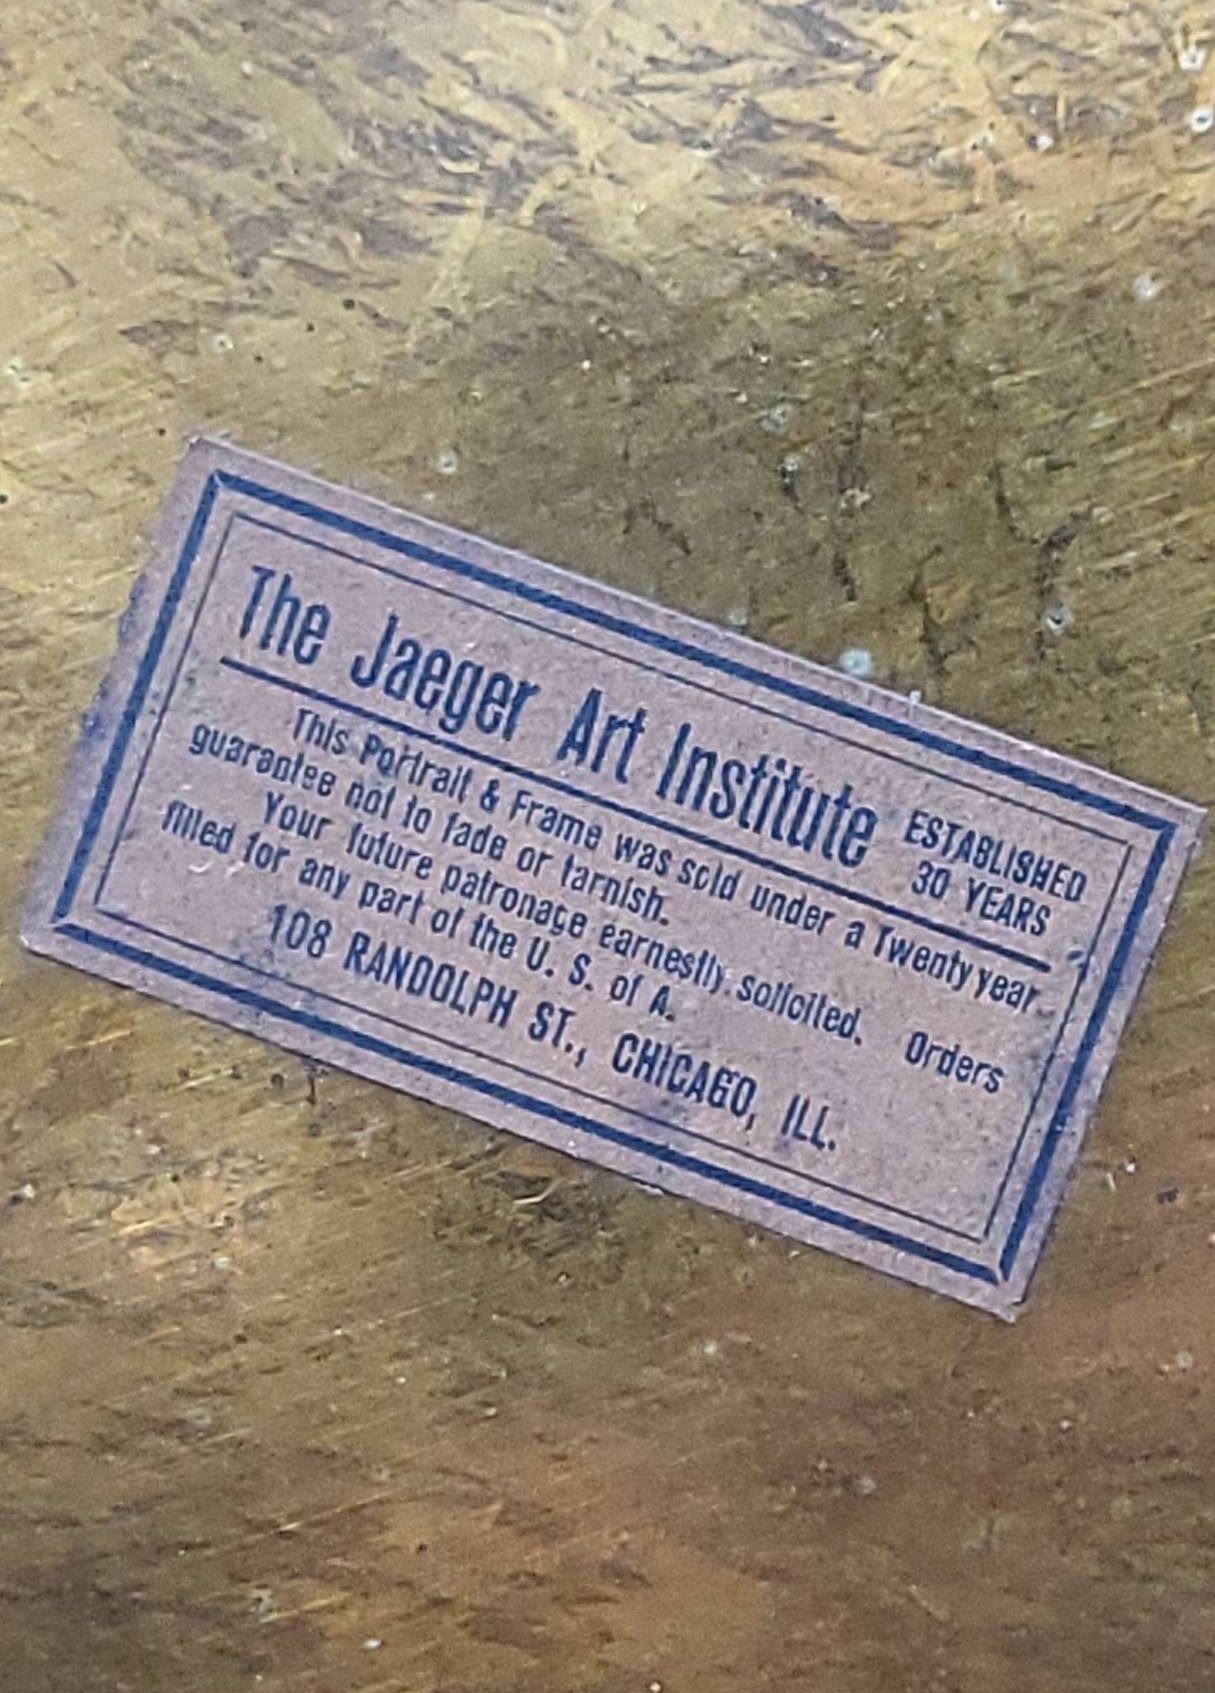 The Jaeger Art Institute ESTABLISHED
30 YEARS
This Portrait & Frame was sold under a Twenty year
guarantee not to fade or tarnish.
Your future patronage earnestly solicited. Orders
filled for any part of the U. S. of A.
108 RANDOLPH ST., CHICAGO, ILL.